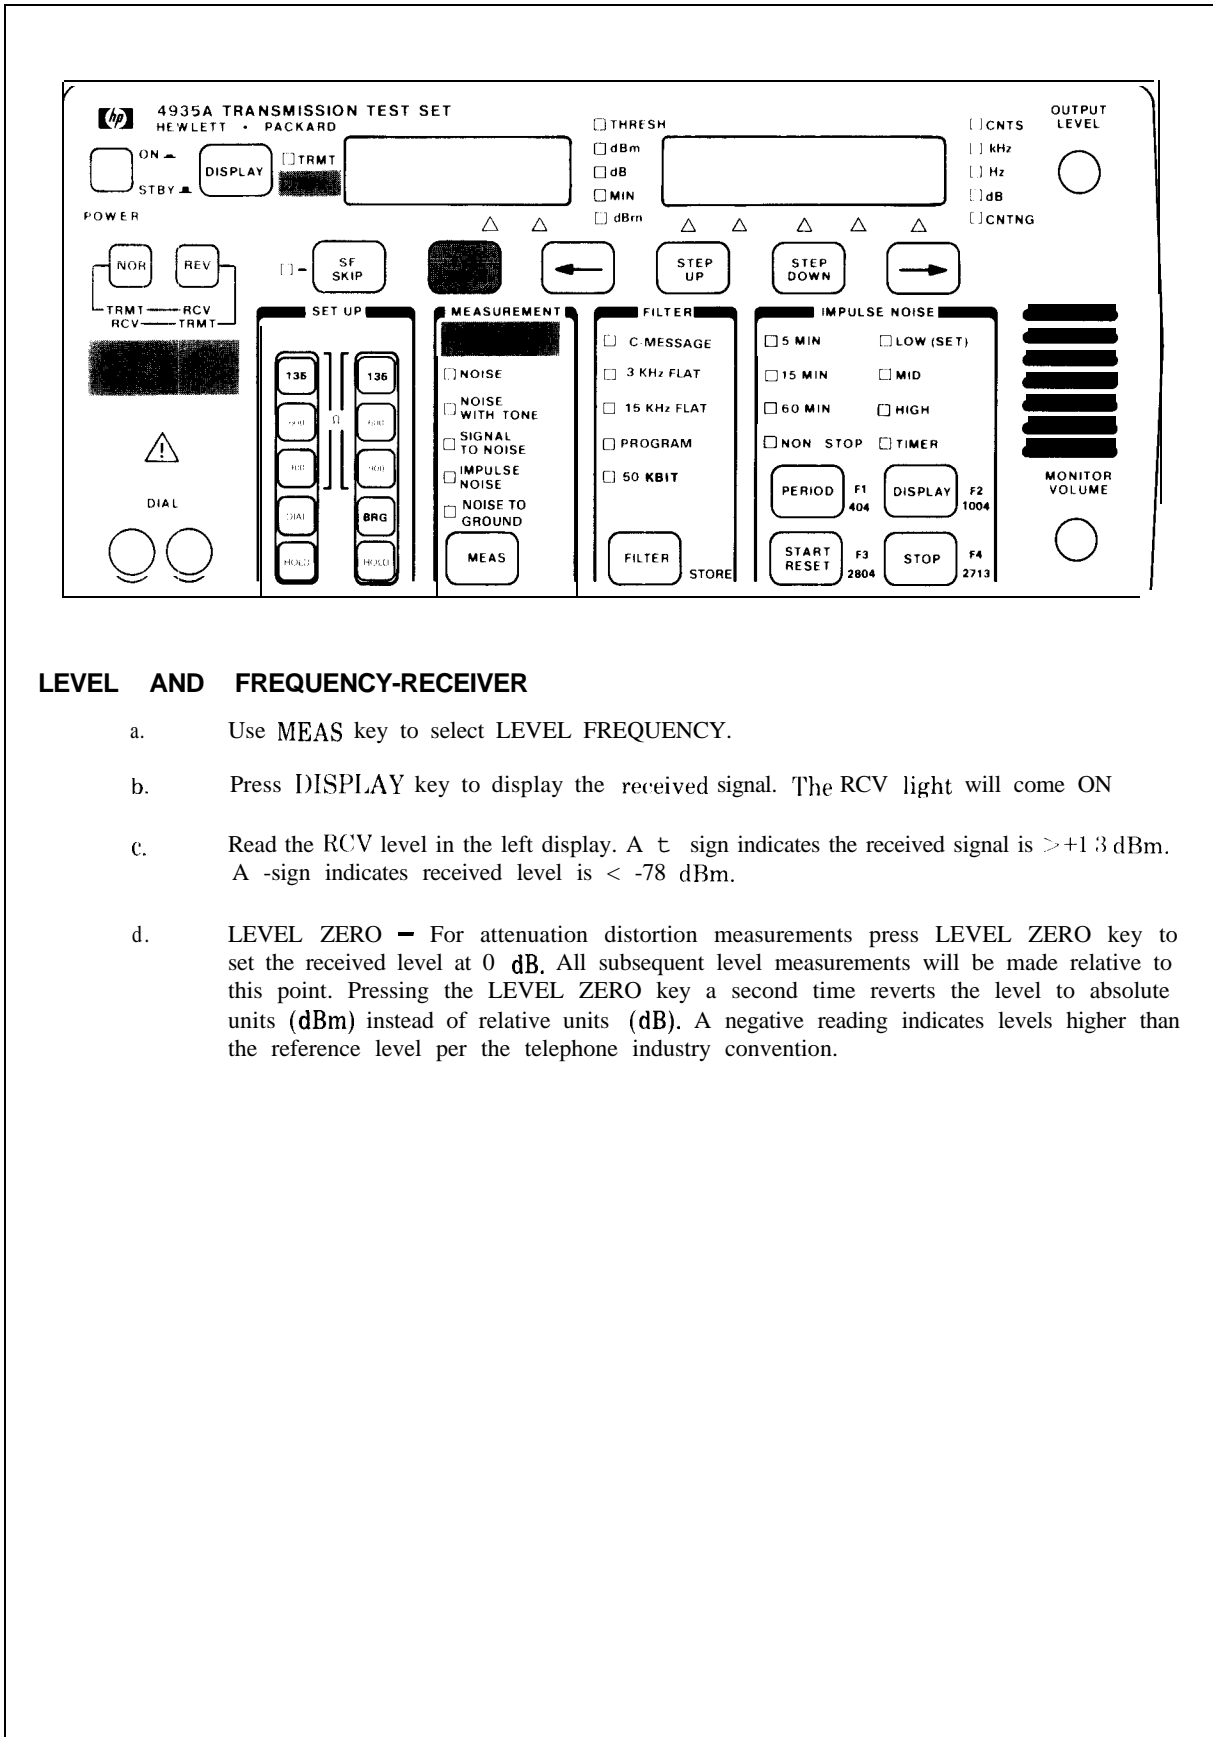 hp 4935A TRANSMISSION TEST SET
HEWLETT · PACKARD
ON
STBY
POWER
DISPLAY
TRMT
THRESH
dBm
dB
MIN
dBrn
CNTS
kHz
Hz
dB
CNTNG
OUTPUT
LEVEL
NOR
REV
TRMT RCV
RCV TRMT
SF
SKIP
STEP
UP
STEP
DOWN
SET UP
135 135
600 600
900 900
DIAL BRG
HOLD HOLD
Ω
DIAL
MEASUREMENT
NOISE
NOISE
WITH TONE
SIGNAL
TO NOISE
IMPULSE
NOISE
NOISE TO
GROUND
MEAS
FILTER
C-MESSAGE
3 KHz FLAT
15 KHz FLAT
PROGRAM
50 KBIT
FILTER
STORE
IMPULSE NOISE
5 MIN LOW (SET)
15 MIN MID
60 MIN HIGH
NON STOP TIMER
PERIOD F1
404
DISPLAY F2
1004
START
RESET
F3
2804
STOP F4
2713
MONITOR
VOLUME
LEVEL AND FREQUENCY-RECEIVER
a. Use MEAS key to select LEVEL FREQUENCY.
b. Press DISPLAY key to display the received signal. The RCV light will come ON
c. Read the RCV level in the left display. A t sign indicates the received signal is >+13 dBm.
A -sign indicates received level is < -78 dBm.
d. LEVEL ZERO – For attenuation distortion measurements press LEVEL ZERO key to
set the received level at 0 dB. All subsequent level measurements will be made relative to
this point. Pressing the LEVEL ZERO key a second time reverts the level to absolute
units (dBm) instead of relative units (dB). A negative reading indicates levels higher than
the reference level per the telephone industry convention.